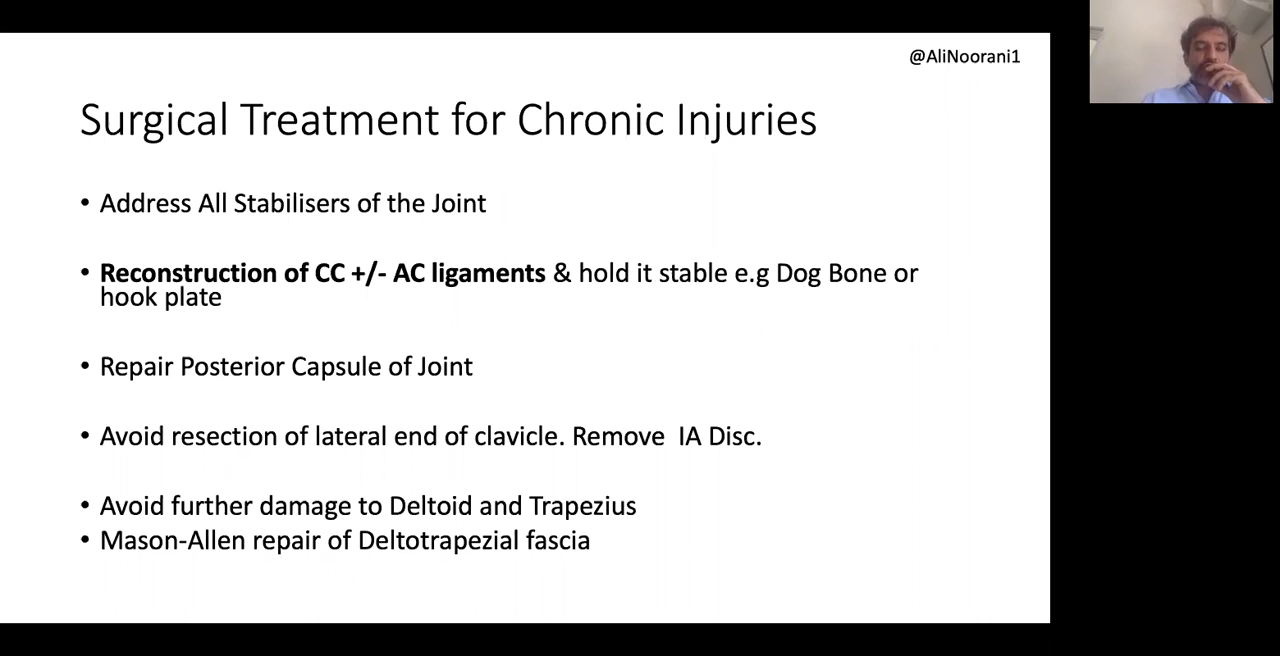 @AliNoorani1
Surgical Treatment for Chronic Injuries
• Address All Stabilisers of the Joint
• Reconstruction of CC +/- AC ligaments & hold it stable e.g Dog Bone or
hook plate
• Repair Posterior Capsule of Joint
• Avoid resection of lateral end of clavicle. Remove  IA Disc.
• Avoid further damage to Deltoid and Trapezius
• Mason-Allen repair of Deltotrapezial fascia